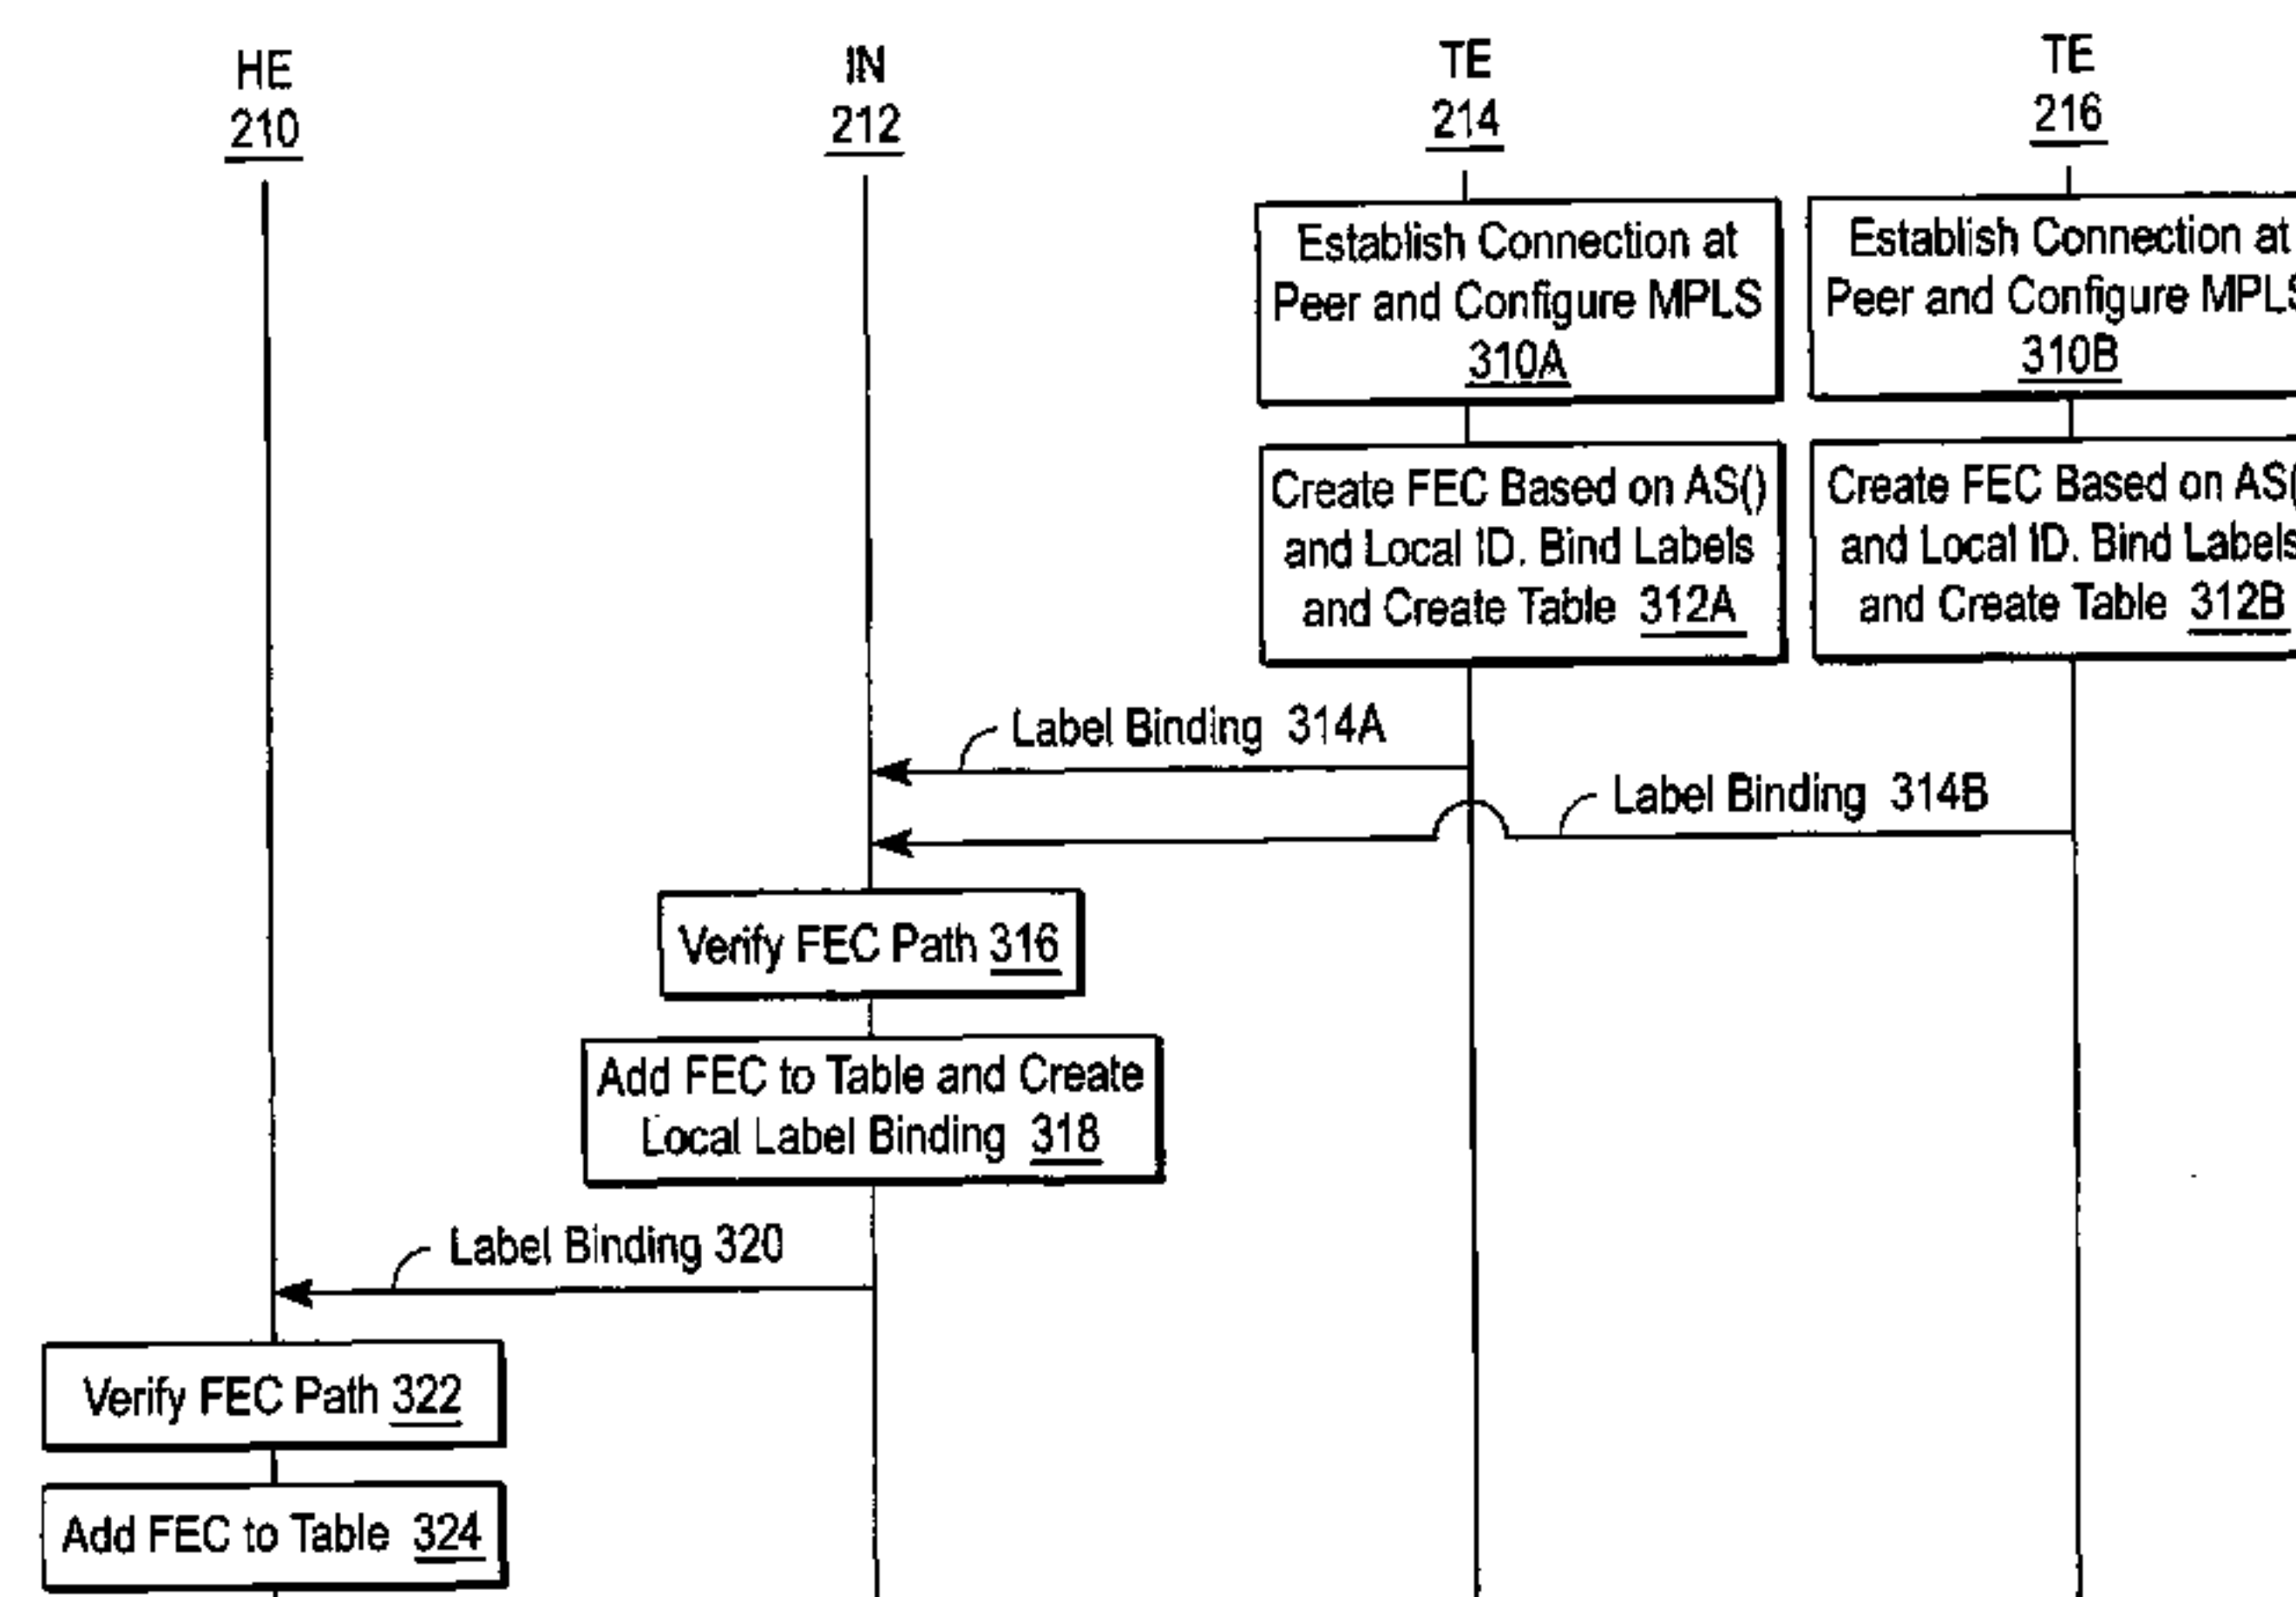 HE
210
IN
212
TE
214
TE
216
Establish Connection at
Peer and Configure MPLS
310A
Establish Connection at
Peer and Configure MPLS
310B
Create FEC Based on AS()
and Local ID. Bind Labels
and Create Table 312A
Create FEC Based on AS(
and Local ID. Bind Labels
and Create Table 312B
Label Binding 314A
Label Binding 314B
Verify FEC Path 316
Add FEC to Table and Create
Local Label Binding 318
Label Binding 320
Verify FEC Path 322
Add FEC to Table 324